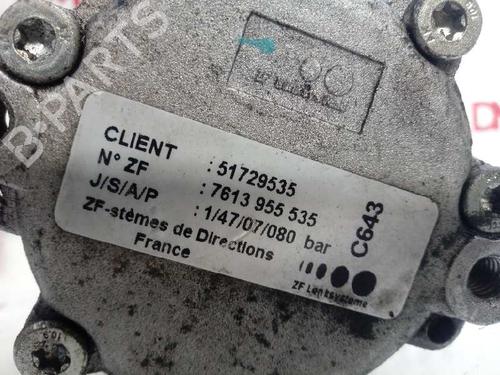 B-PARTS
CLIENT : 51729535
N° ZF : 7613 955 535
J/S/A/P : 1/47/07/080 bar
ZF-stèmes de Directions
France
C643
ZF Lenksysteme